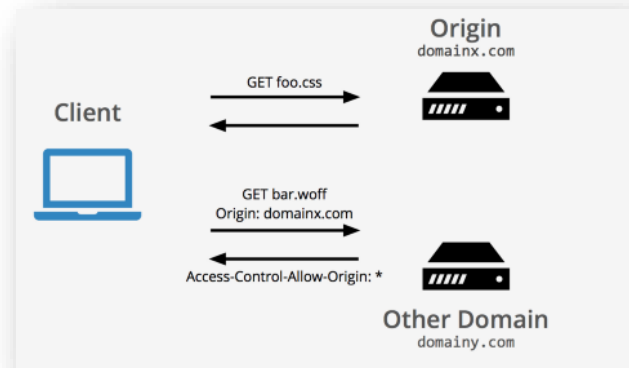 Origin
domainx.com
GET foo.css
Client
GET bar.woff
Origin: domainx.com
Access-Control-Allow-Origin: *
Other Domain
domainy.com